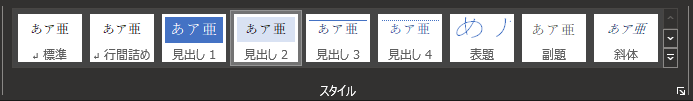 あア亜 あア亜 あア亜 あア亜 あア亜 あア亜 めア あア亜 あア亜
↲ 標準 ↲ 行間詰め 見出し 1 見出し 2 見出し 3 見出し 4 表題 副題 斜体
スタイル